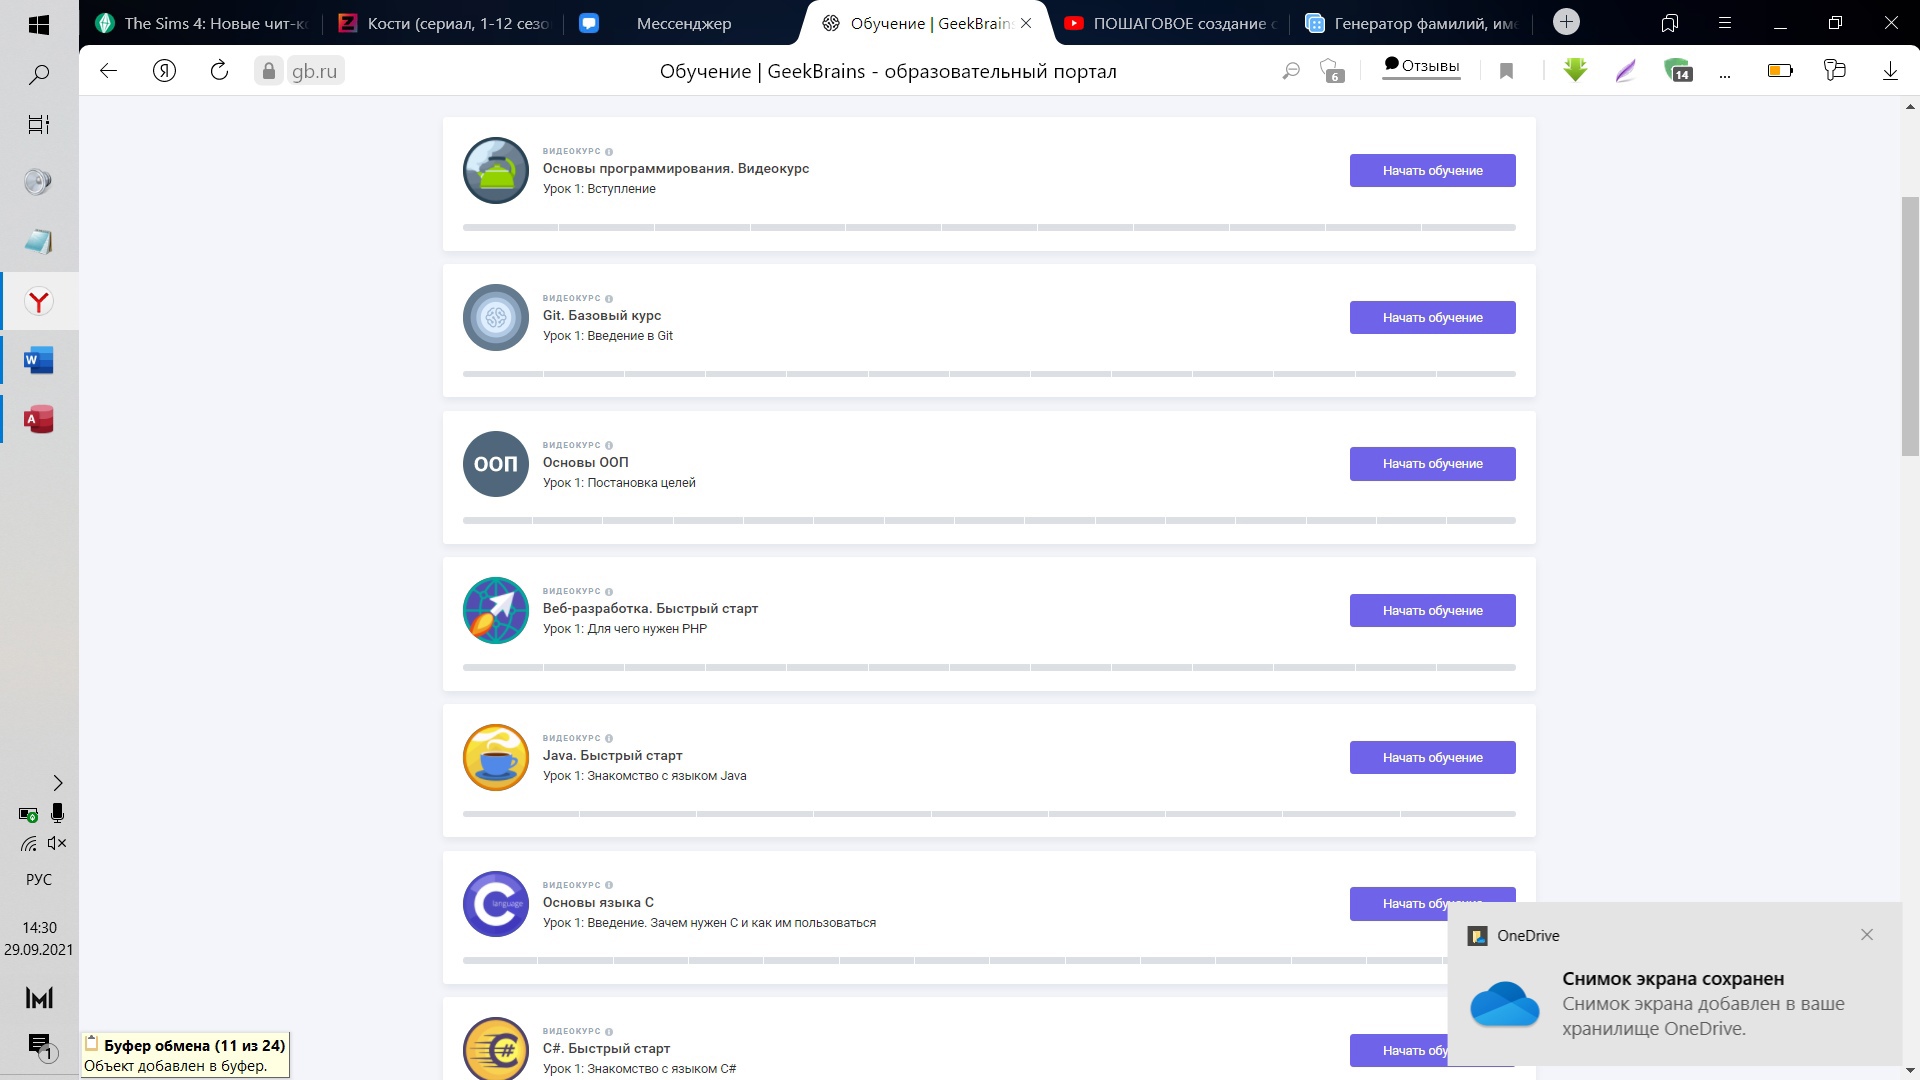 The Sims 4: Новые чит-к
Кости (сериал, 1-12 сезо
Мессенджер
Обучение | GeekBrains
ПОШАГОВОЕ создание с
Генератор фамилий, име
gb.ru
Обучение | GeekBrains - образовательный портал
6
Отзывы
14
...
ВИДЕОКУРС
Основы программирования. Видеокурс
Урок 1: Вступление
Начать обучение
ВИДЕОКУРС
Git. Базовый курс
Урок 1: Введение в Git
Начать обучение
ООП
ВИДЕОКУРС
Основы ООП
Урок 1: Постановка целей
Начать обучение
ВИДЕОКУРС
Веб-разработка. Быстрый старт
Урок 1: Для чего нужен PHP
Начать обучение
ВИДЕОКУРС
Java. Быстрый старт
Урок 1: Знакомство с языком Java
Начать обучение
C language
ВИДЕОКУРС
Основы языка C
Урок 1: Введение. Зачем нужен C и как им пользоваться
Начать обучение
C#
ВИДЕОКУРС
C#. Быстрый старт
Урок 1: Знакомство с языком C#
Начать обу
РУС
14:30
29.09.2021
1
Буфер обмена (11 из 24)
Объект добавлен в буфер.
OneDrive
Снимок экрана сохранен
Снимок экрана добавлен в ваше
хранилище OneDrive.